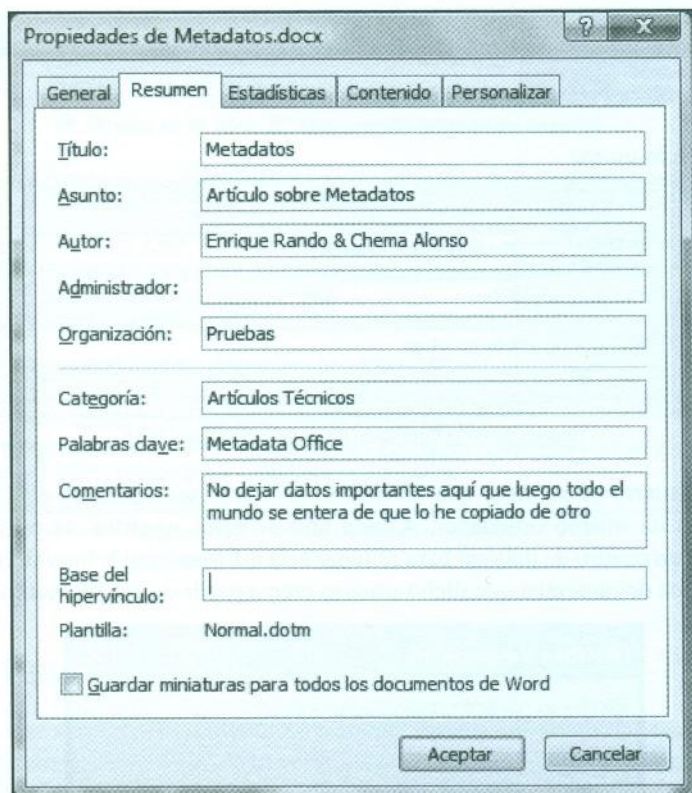 Propiedades de Metadatos.docx
?
General Resumen Estadísticas Contenido Personalizar
Título: Metadatos
Asunto: Artículo sobre Metadatos
Autor: Enrique Rando & Chema Alonso
Administrador:
Organización: Pruebas
Categoría: Artículos Técnicos
Palabras clave: Metadata Office
Comentarios: No dejar datos importantes aquí que luego todo el
mundo se entera de que lo he copiado de otro
Base del
hipervínculo:
Plantilla: Normal.dotm
Guardar miniaturas para todos los documentos de Word
Aceptar Cancelar